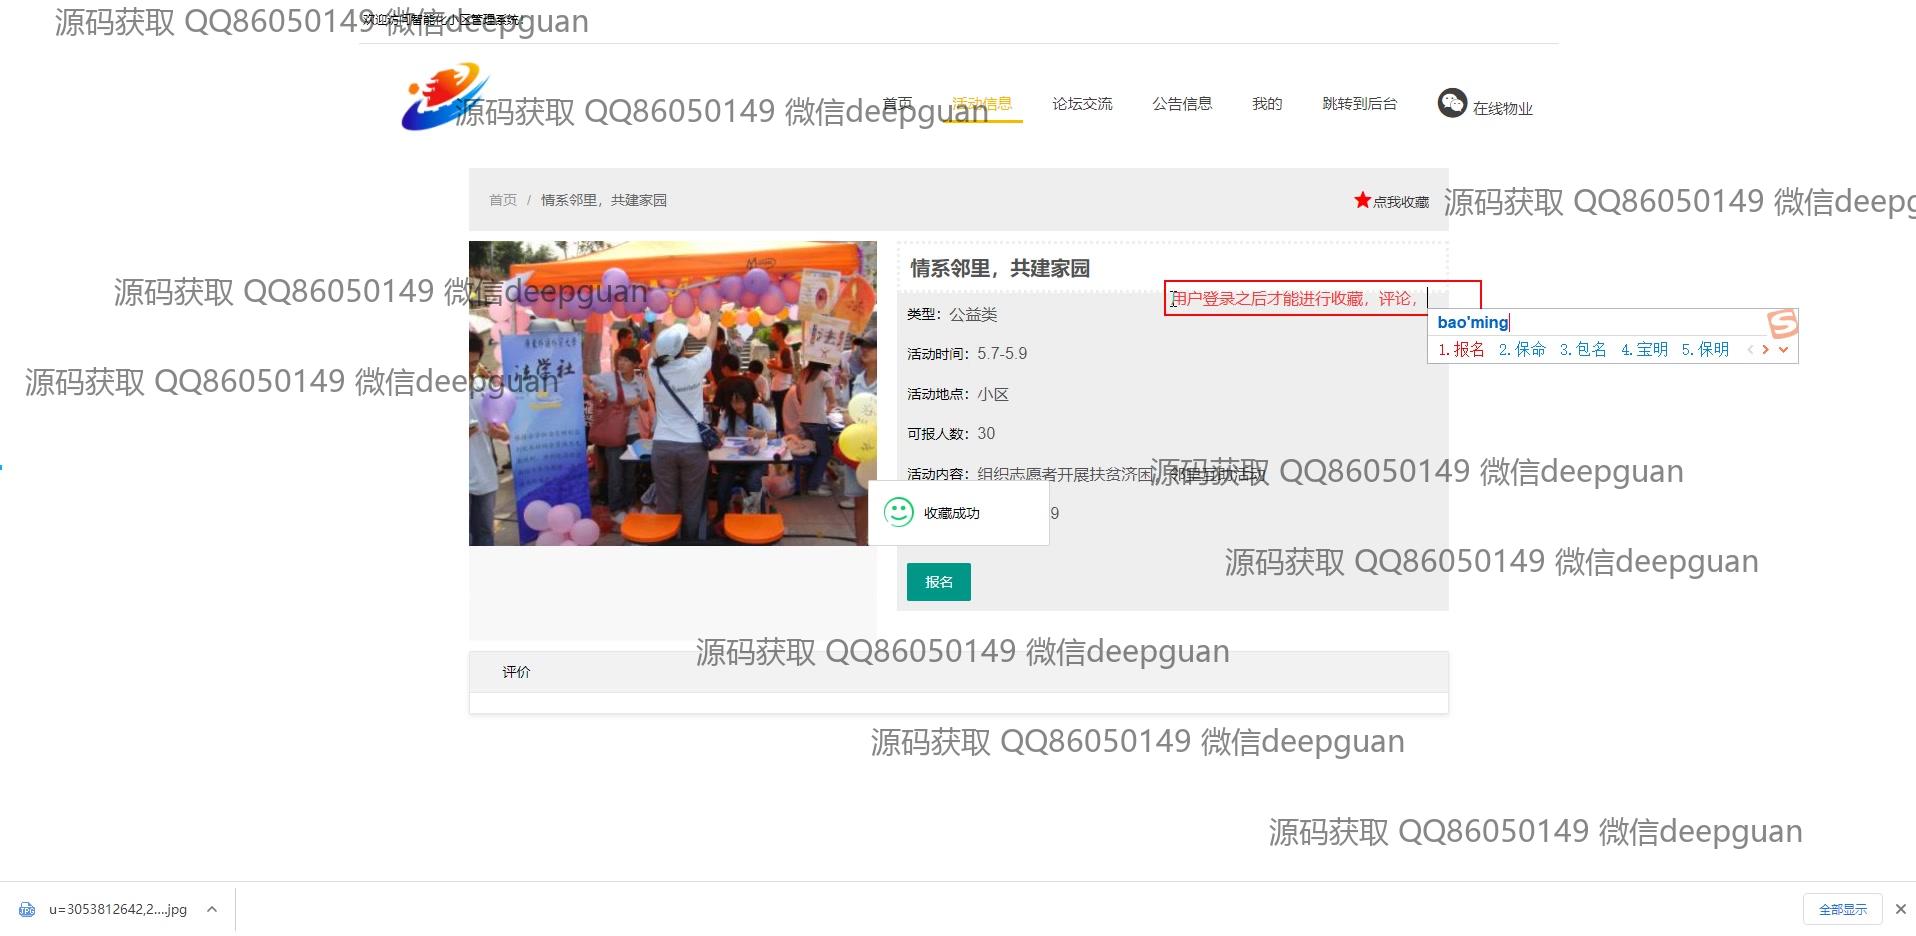 欢迎访问智能化小区管理系统!
源码获取 QQ86050149 微信deepguan
首页 活动信息 论坛交流 公告信息 我的 跳转到后台 在线物业
源码获取 QQ86050149 微信deepguan
首页 / 情系邻里，共建家园 点我收藏
源码获取 QQ86050149 微信deepg
情系邻里，共建家园
用户登录之后才能进行收藏，评论，
源码获取 QQ86050149 微信deepguan
类型：公益类
bao'ming
1.报名 2.保命 3.包名 4.宝明 5.保明
活动时间：5.7-5.9
法学社
源码获取 QQ86050149 微信deepguan
活动地点：小区
可报人数：30
活动内容：组织志愿者开展扶贫济困，邻里互助活动
源码获取 QQ86050149 微信deepguan
收藏成功
9
源码获取 QQ86050149 微信deepguan
报名
源码获取 QQ86050149 微信deepguan
评价
源码获取 QQ86050149 微信deepguan
源码获取 QQ86050149 微信deepguan
u=3053812642,2....jpg
全部显示